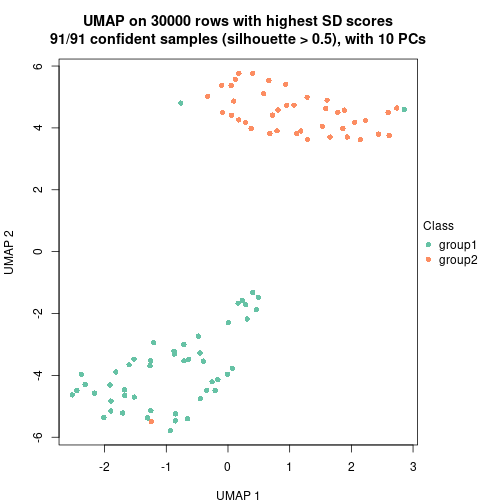 UMAP on 30000 rows with highest SD scores
91/91 confident samples (silhouette > 0.5), with 10 PCs
6
4
2
0
-2
-4
-6
UMAP 2
-2
-1
0
1
2
3
UMAP 1
Class
group1
group2